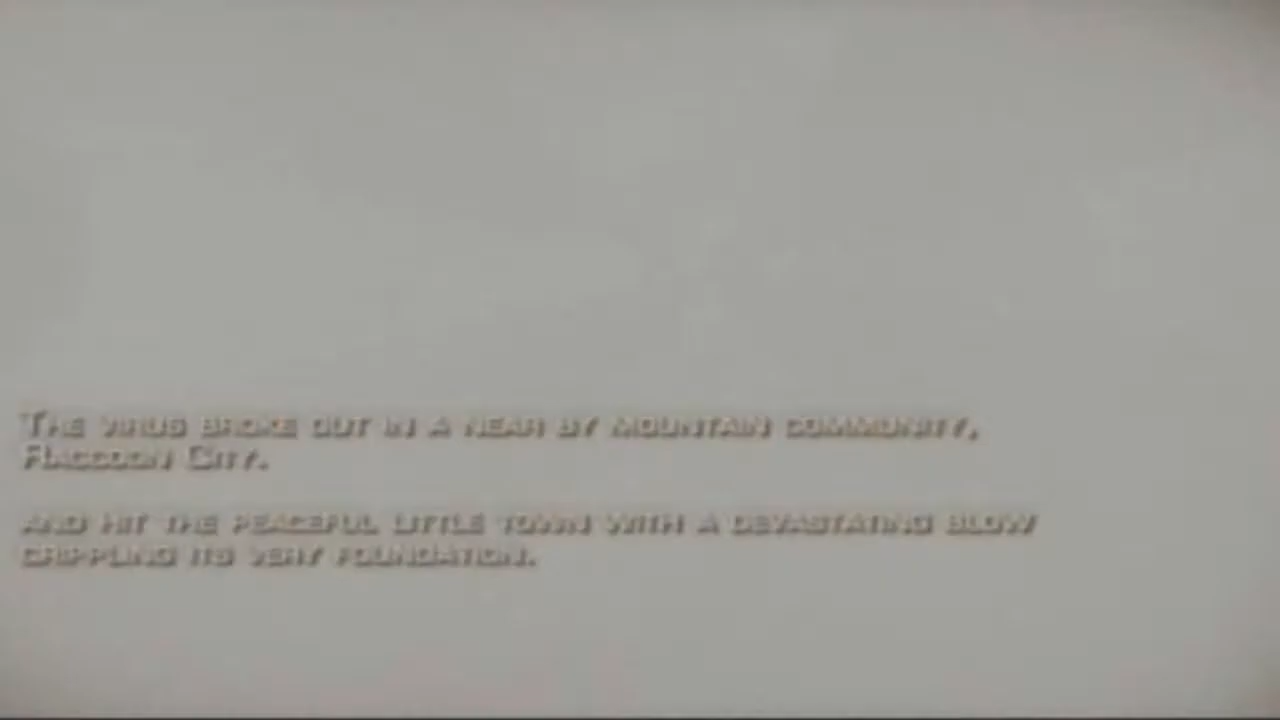 The virus broke out in a near by mountain community,
Raccoon City.
and hit the peaceful little town with a devastating blow
crippling its very foundation.